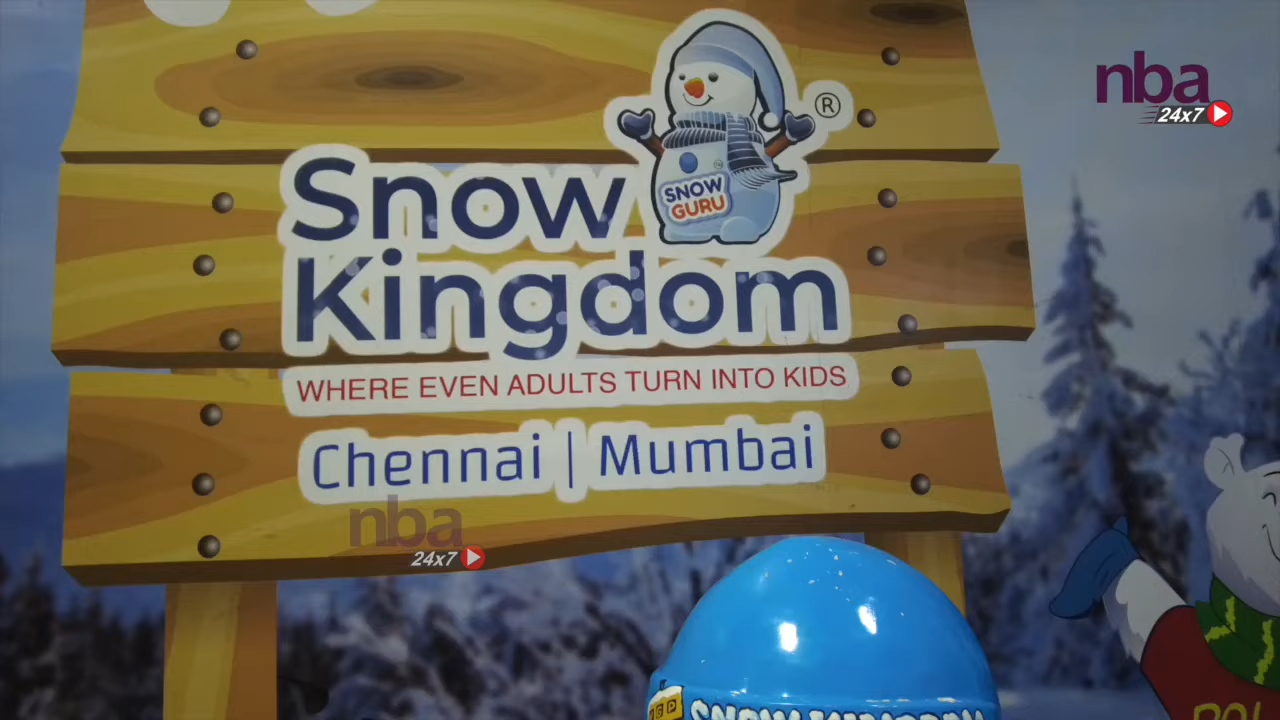 nba
24x7
®
SNOW
GURU
Snow
Kingdom
WHERE EVEN ADULTS TURN INTO KIDS
Chennai | Mumbai
nba
24x7
SNOW KINGDOM